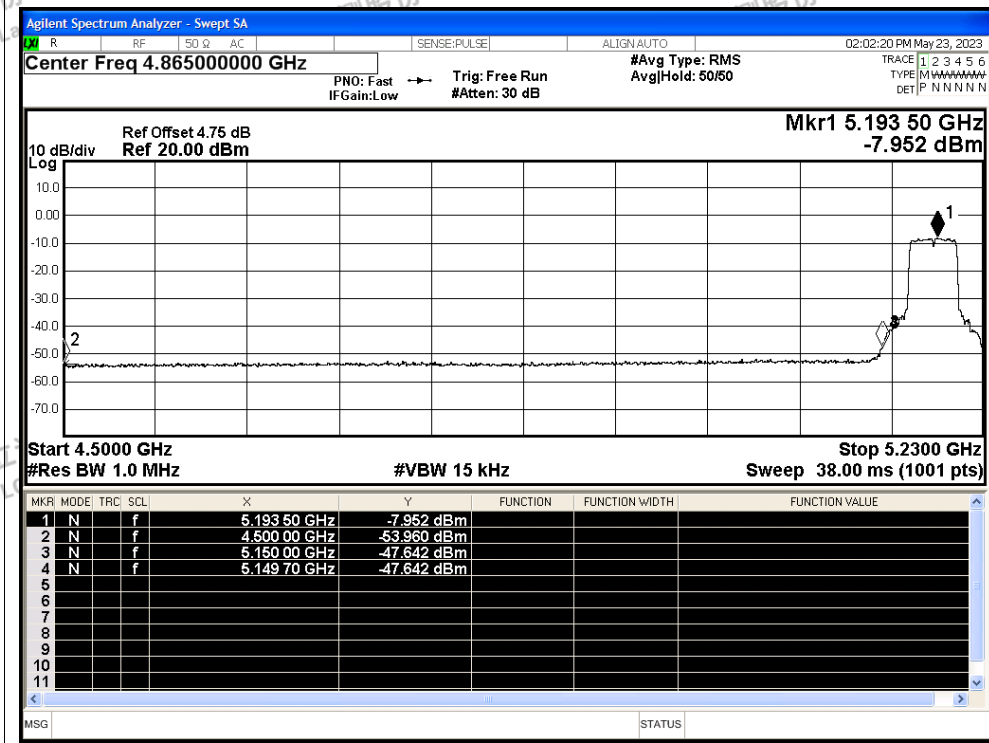 Agilent Spectrum Analyzer - Swept SA
LXI R RF 50 Ω AC SENSE:PULSE ALIGN AUTO 02:02:20 PM May 23, 2023
Center Freq 4.865000000 GHz
PNO: Fast
IFGain:Low
Trig: Free Run
#Atten: 30 dB
#Avg Type: RMS
Avg|Hold: 50/50
TRACE 1 2 3 4 5 6
TYPE M WWWWW
DET P N N N N N
Ref Offset 4.75 dB
10 dB/div Ref 20.00 dBm
Log
Mkr1 5.193 50 GHz
-7.952 dBm
10.0
0.00
-10.0
-20.0
-30.0
-40.0
-50.0
-60.0
-70.0
1
2
Start 4.5000 GHz Stop 5.2300 GHz
#Res BW 1.0 MHz #VBW 15 kHz Sweep 38.00 ms (1001 pts)
MKR MODE TRC SCL X Y FUNCTION FUNCTION WIDTH FUNCTION VALUE
1 N f 5.193 50 GHz -7.952 dBm
2 N f 4.500 00 GHz -53.960 dBm
3 N f 5.150 00 GHz -47.642 dBm
4 N f 5.149 70 GHz -47.642 dBm
5
6
7
8
9
10
11
MSG STATUS